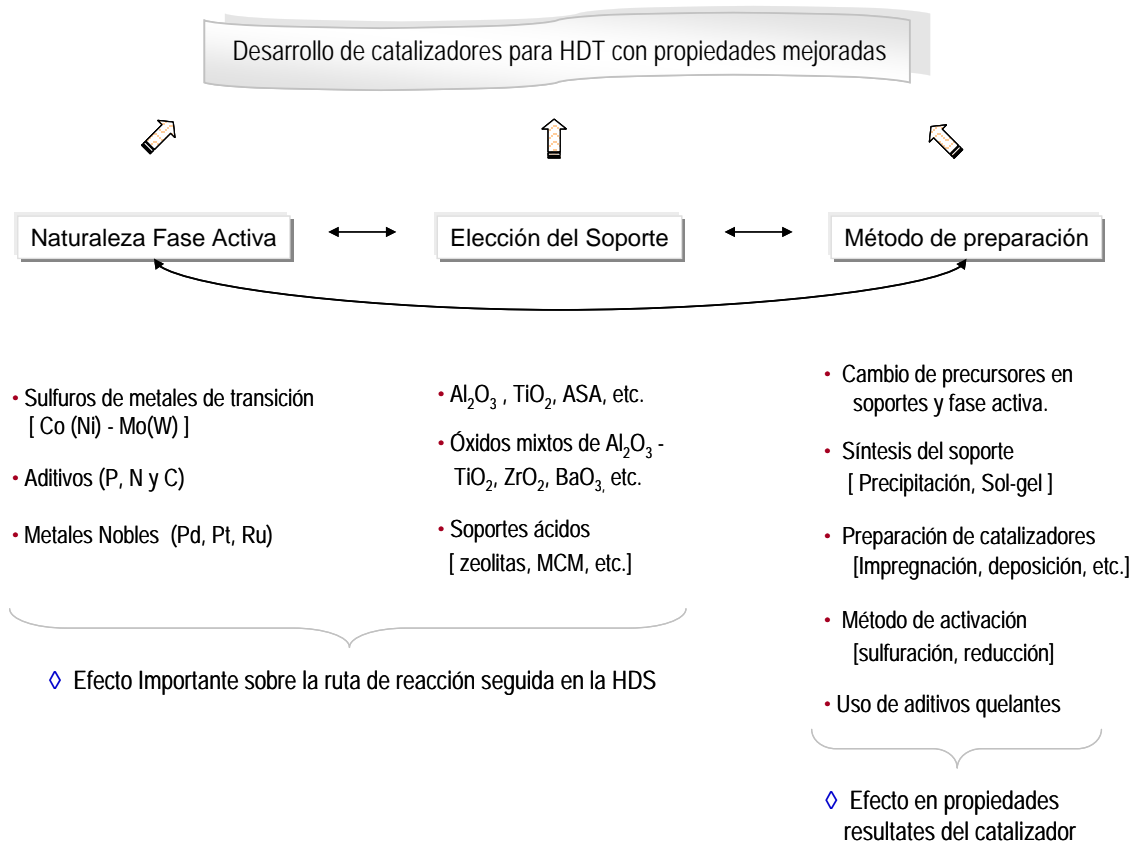 Desarrollo de catalizadores para HDT con propiedades mejoradas
Naturaleza Fase Activa
Elección del Soporte
Método de preparación
• Sulfuros de metales de transición
[ Co (Ni) - Mo(W) ]
• Aditivos (P, N y C)
• Metales Nobles (Pd, Pt, Ru)
• Al₂O₃ , TiO₂, ASA, etc.
• Óxidos mixtos de Al₂O₃ -
TiO₂, ZrO₂, BaO₃, etc.
• Soportes ácidos
[ zeolitas, MCM, etc.]
◊ Efecto Importante sobre la ruta de reacción seguida en la HDS
• Cambio de precursores en
soportes y fase activa.
• Síntesis del soporte
[ Precipitación, Sol-gel ]
• Preparación de catalizadores
[Impregnación, deposición, etc.]
• Método de activación
[sulfuración, reducción]
• Uso de aditivos quelantes
◊ Efecto en propiedades
resultates del catalizador